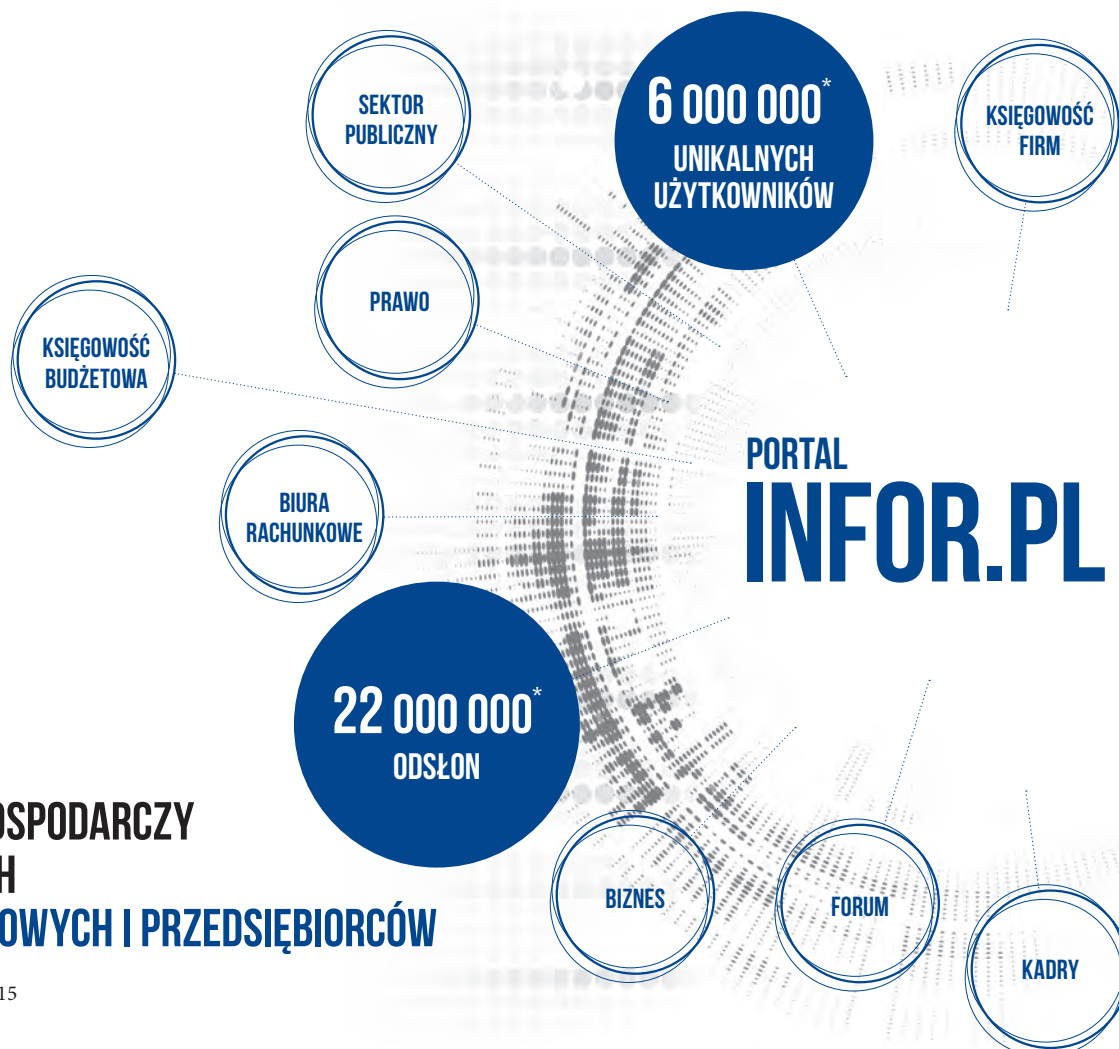 SEKTOR
PUBLICZNY
6 000 000*
UNIKALNYCH
UŻYTKOWNIKÓW
KSIĘGOWOŚĆ
FIRM
PRAWO
KSIĘGOWOŚĆ
BUDŻETOWA
BIURA
RACHUNKOWE
PORTAL
INFOR.PL
22 000 000*
ODSŁON
OSPODARCZY
H
OWYCH I PRZEDSIĘBIORCÓW
15
BIZNES
FORUM
KADRY